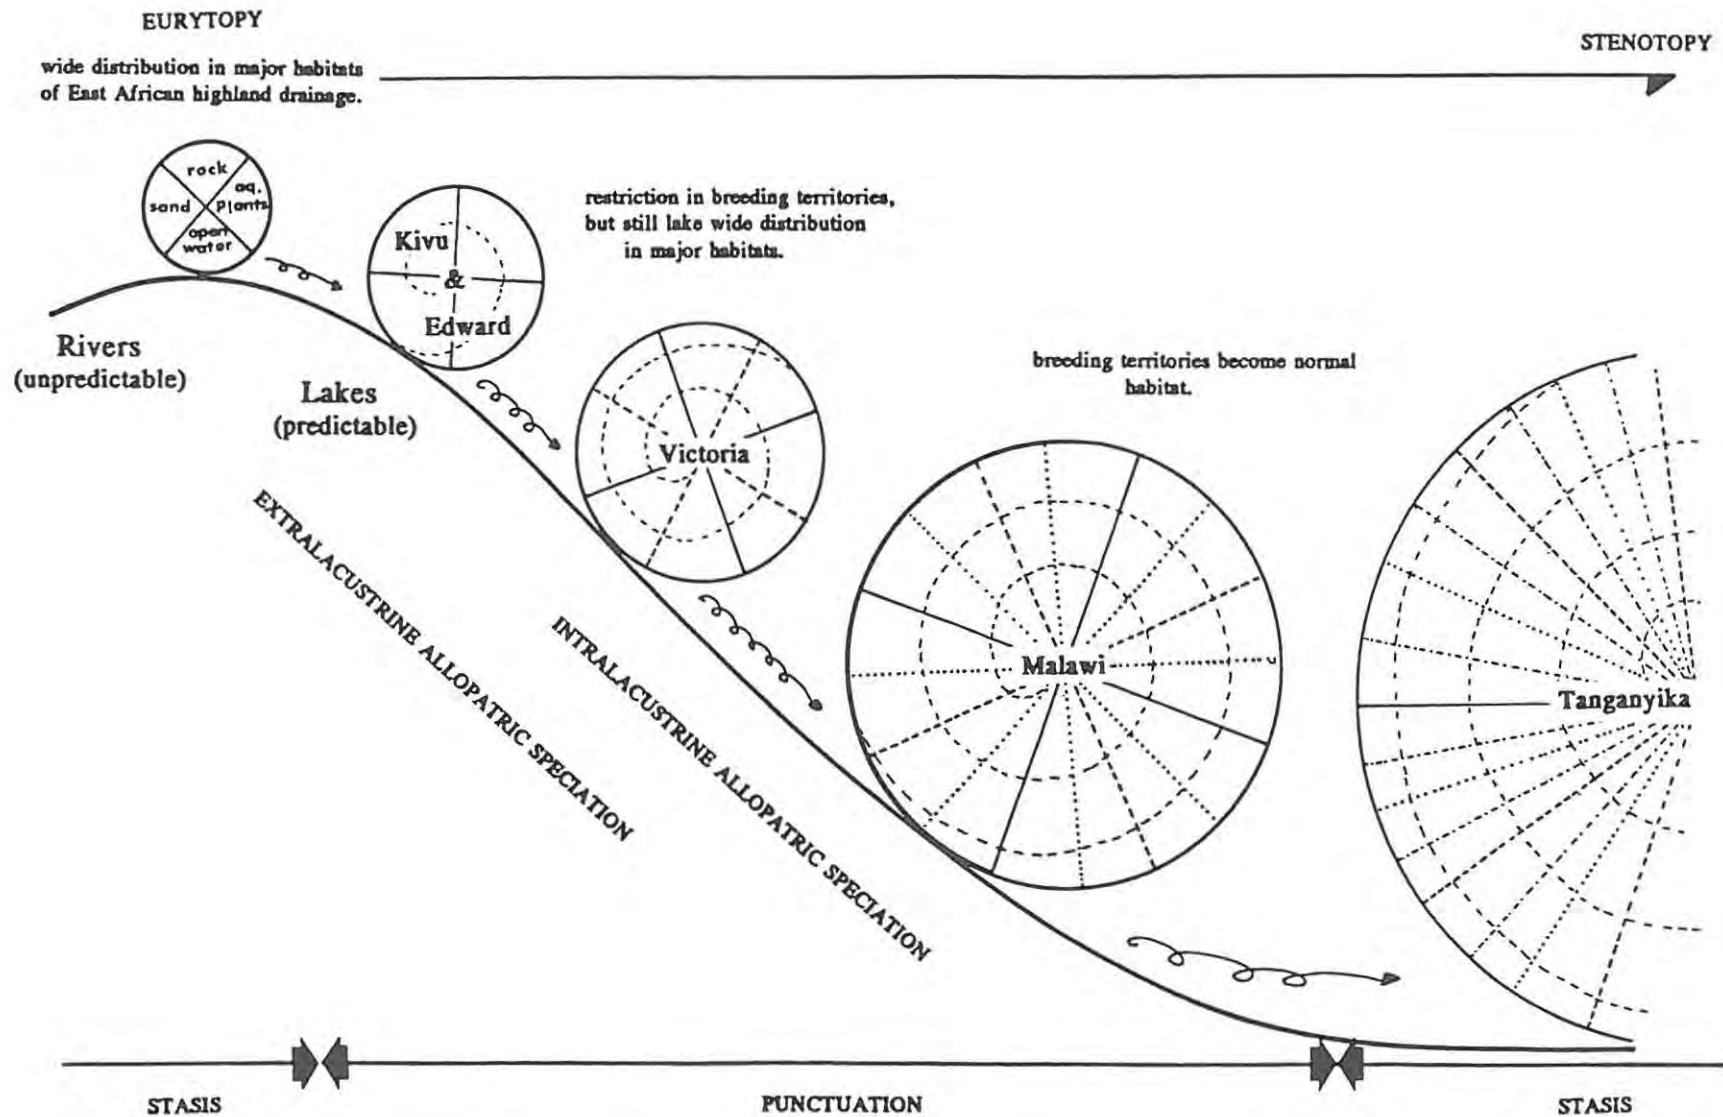 EURYTOPY
STENOTOPY
wide distribution in major habitats
of East African highland drainage.
rock
sand
aq.
plants
open
water
Kivu
&
Edward
restriction in breeding territories,
but still lake wide distribution
in major habitats.
Rivers
(unpredictable)
Lakes
(predictable)
Victoria
breeding territories become normal
habitat.
Malawi
Tanganyika
EXTRALACUSTRINE ALLOPATRIC SPECIATION
INTRALACUSTRINE ALLOPATRIC SPECIATION
STASIS
PUNCTUATION
STASIS